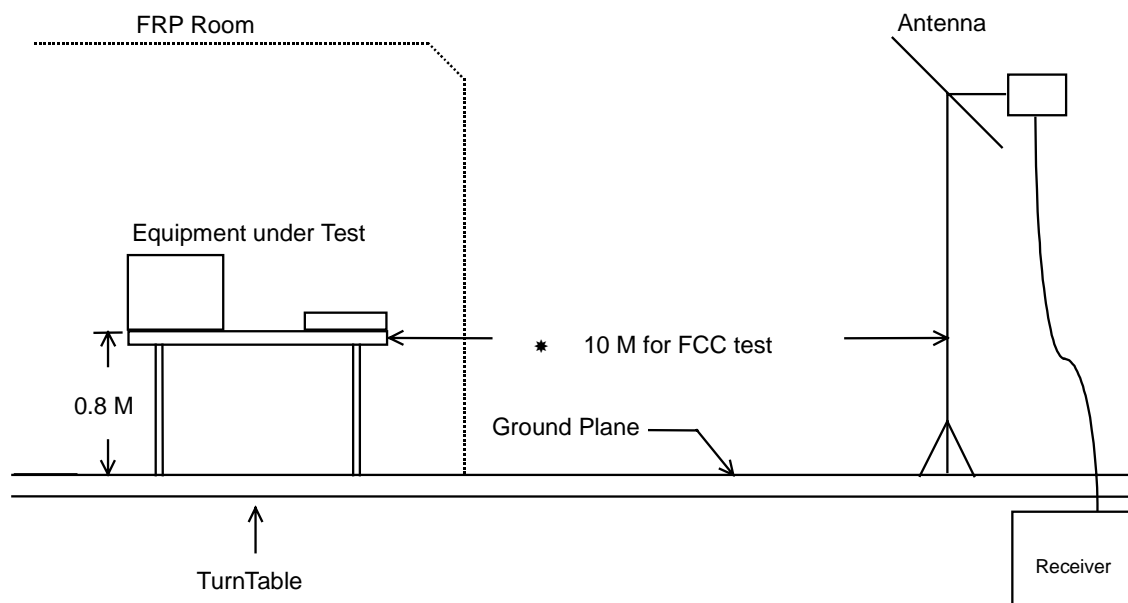 FRP Room
Antenna
Equipment under Test
* 10 M for FCC test
0.8 M
Ground Plane
TurnTable
Receiver